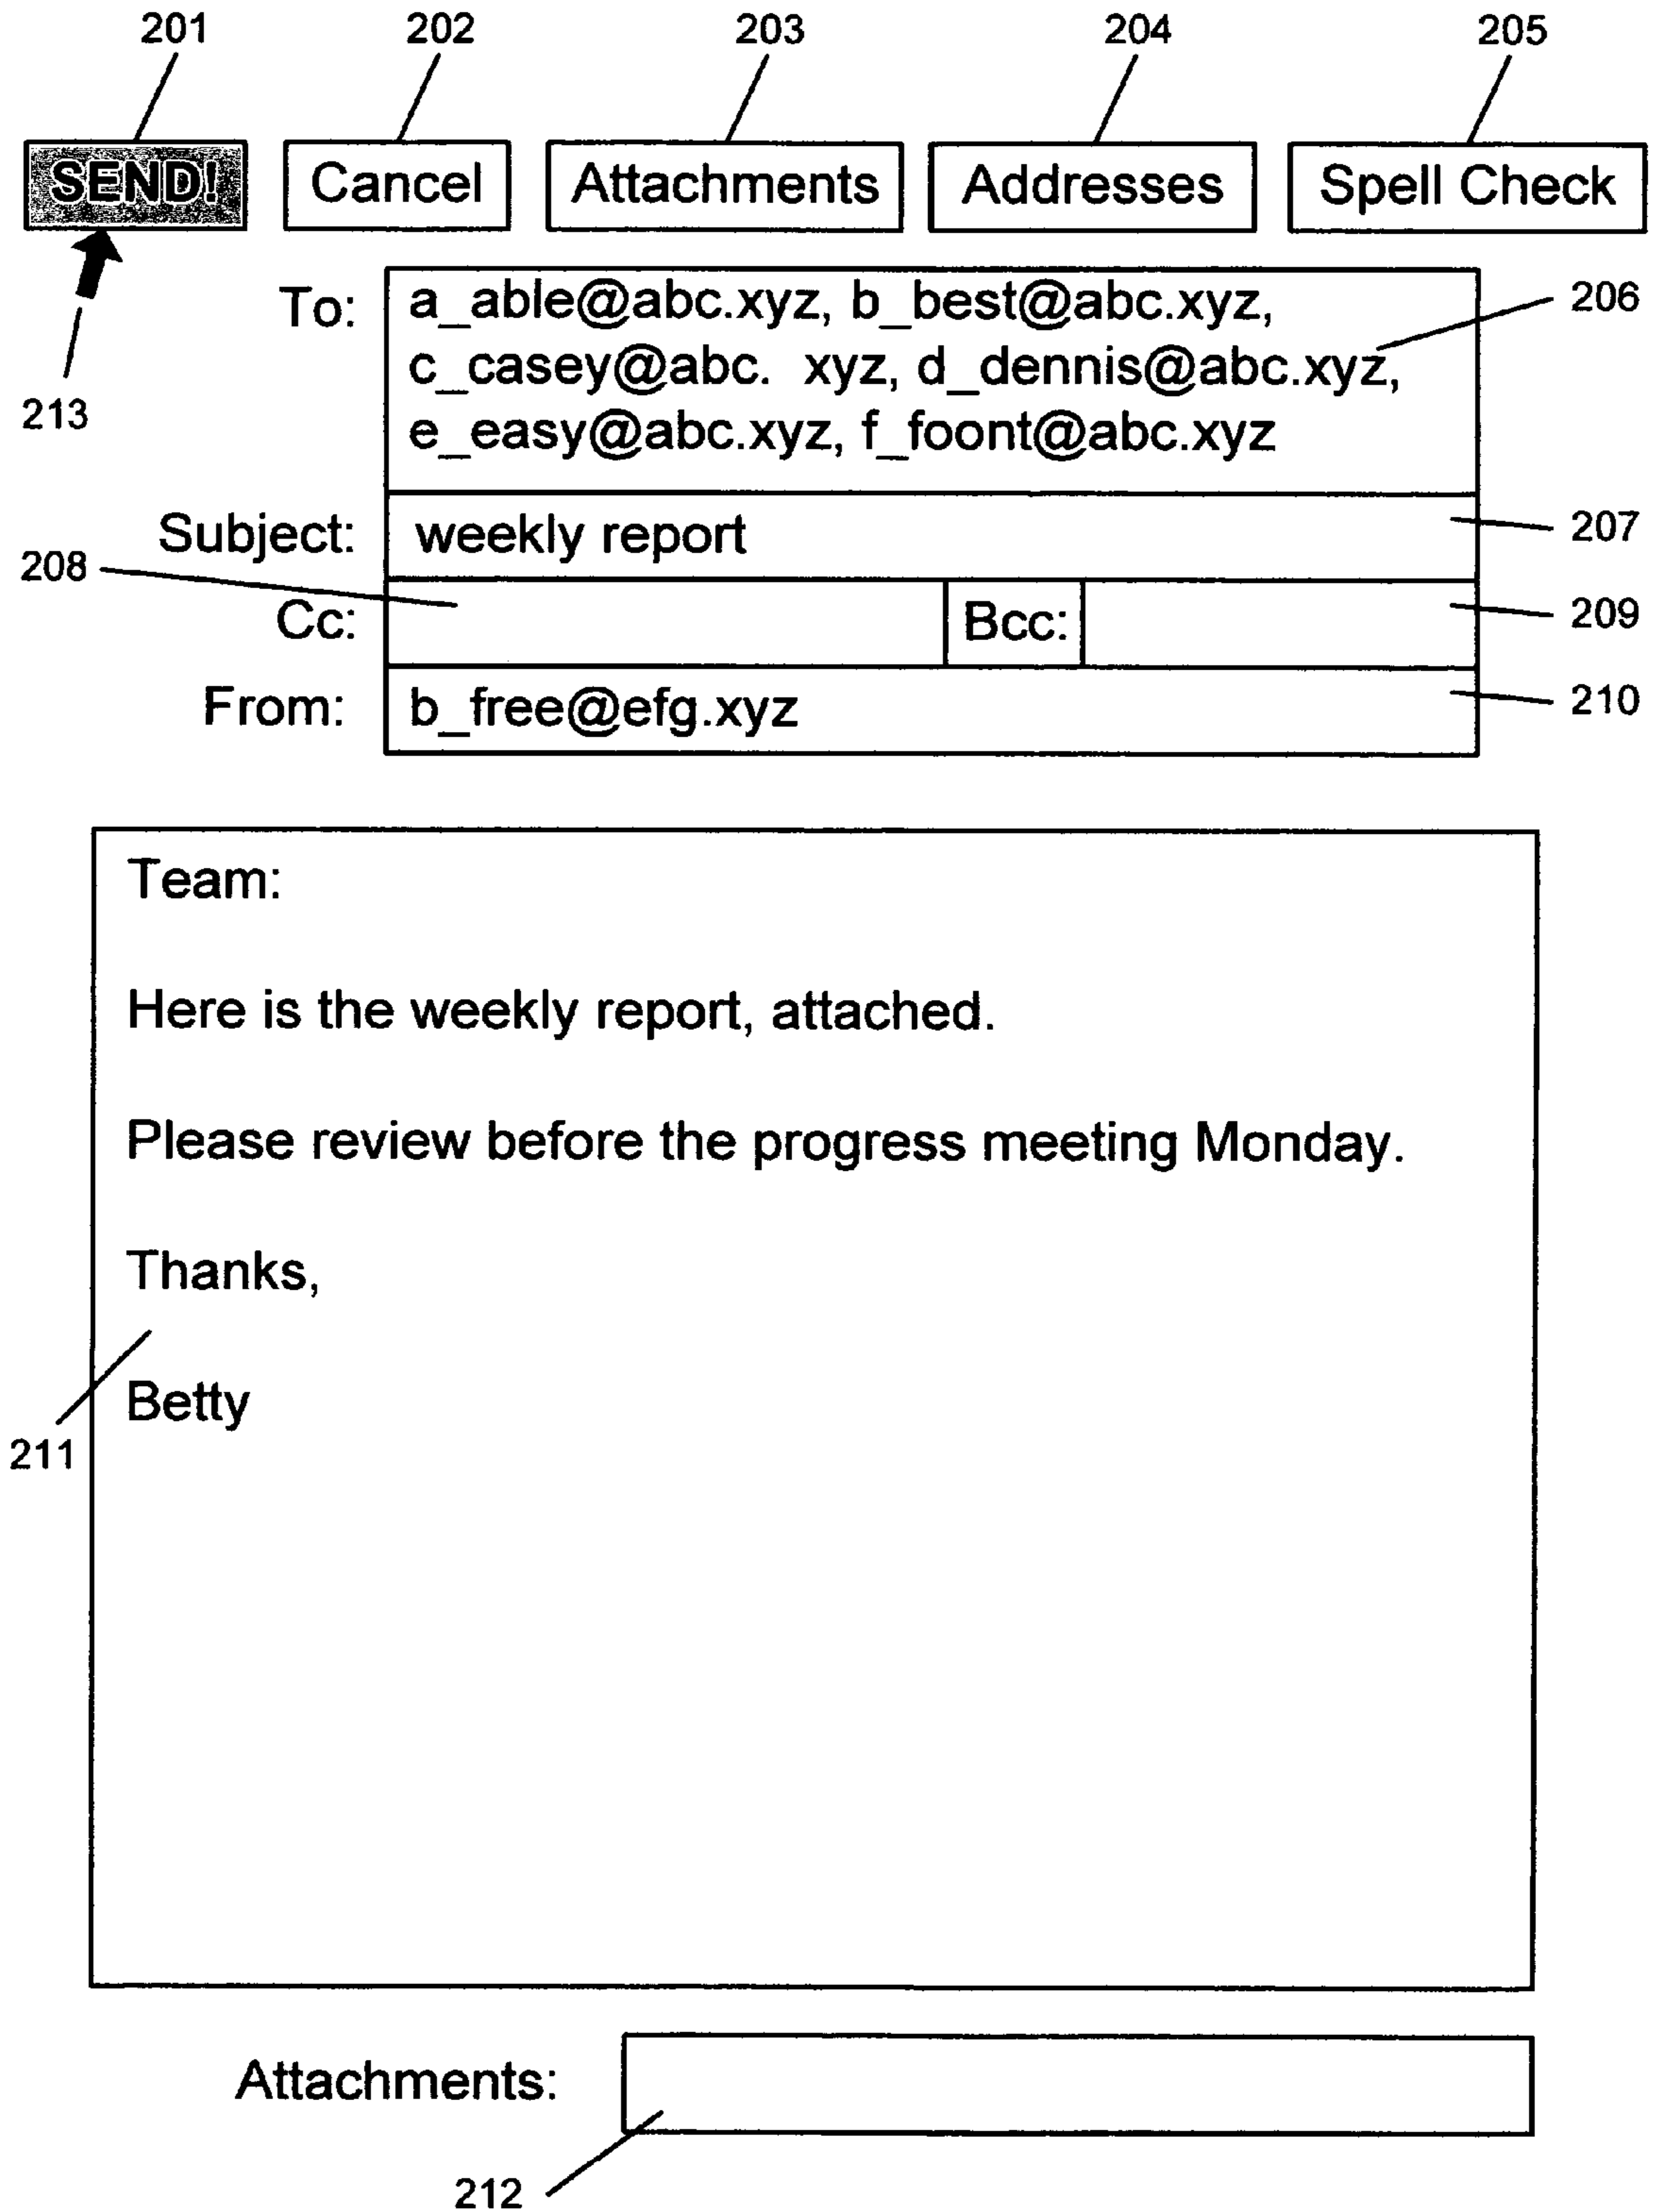 201 202 203 204 205
SEND! Cancel Attachments Addresses Spell Check
213
To: a_able@abc.xyz, b_best@abc.xyz,
c_casey@abc. xyz, d_dennis@abc.xyz,
e_easy@abc.xyz, f_foont@abc.xyz
206
Subject: weekly report 207
208
Cc: Bcc: 209
From: b_free@efg.xyz 210
Team:
Here is the weekly report, attached.
Please review before the progress meeting Monday.
Thanks,
Betty
211
Attachments:
212